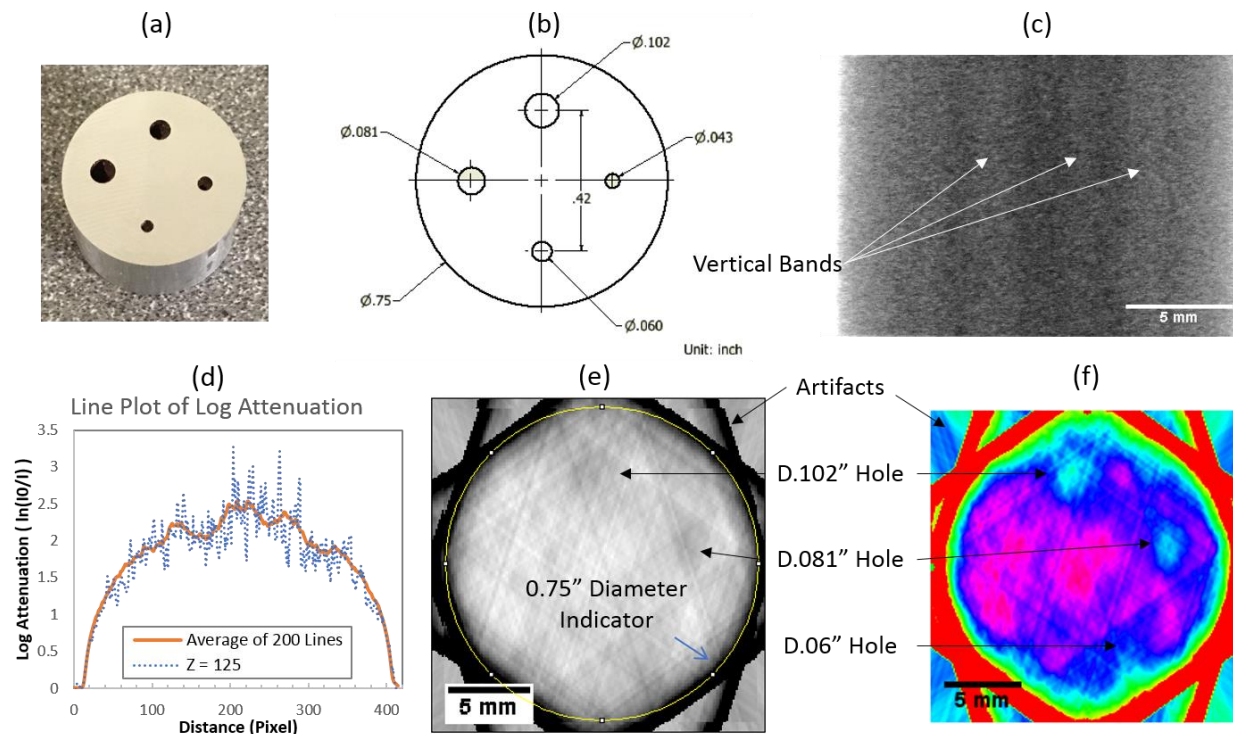 (a)
(b)
(c)
Ø.102
Ø.081
Ø.043
.42
Ø.75
Ø.060
Unit: inch
Vertical Bands
5 mm
(d)
Line Plot of Log Attenuation
Log Attenuation ( ln(I0/I) )
3.5
3
2.5
2
1.5
1
0.5
0
0
100
200
300
400
Distance (Pixel)
Average of 200 Lines
Z = 125
(e)
Artifacts
(f)
D.102” Hole
D.081” Hole
0.75” Diameter
Indicator
D.06” Hole
5 mm
5 mm